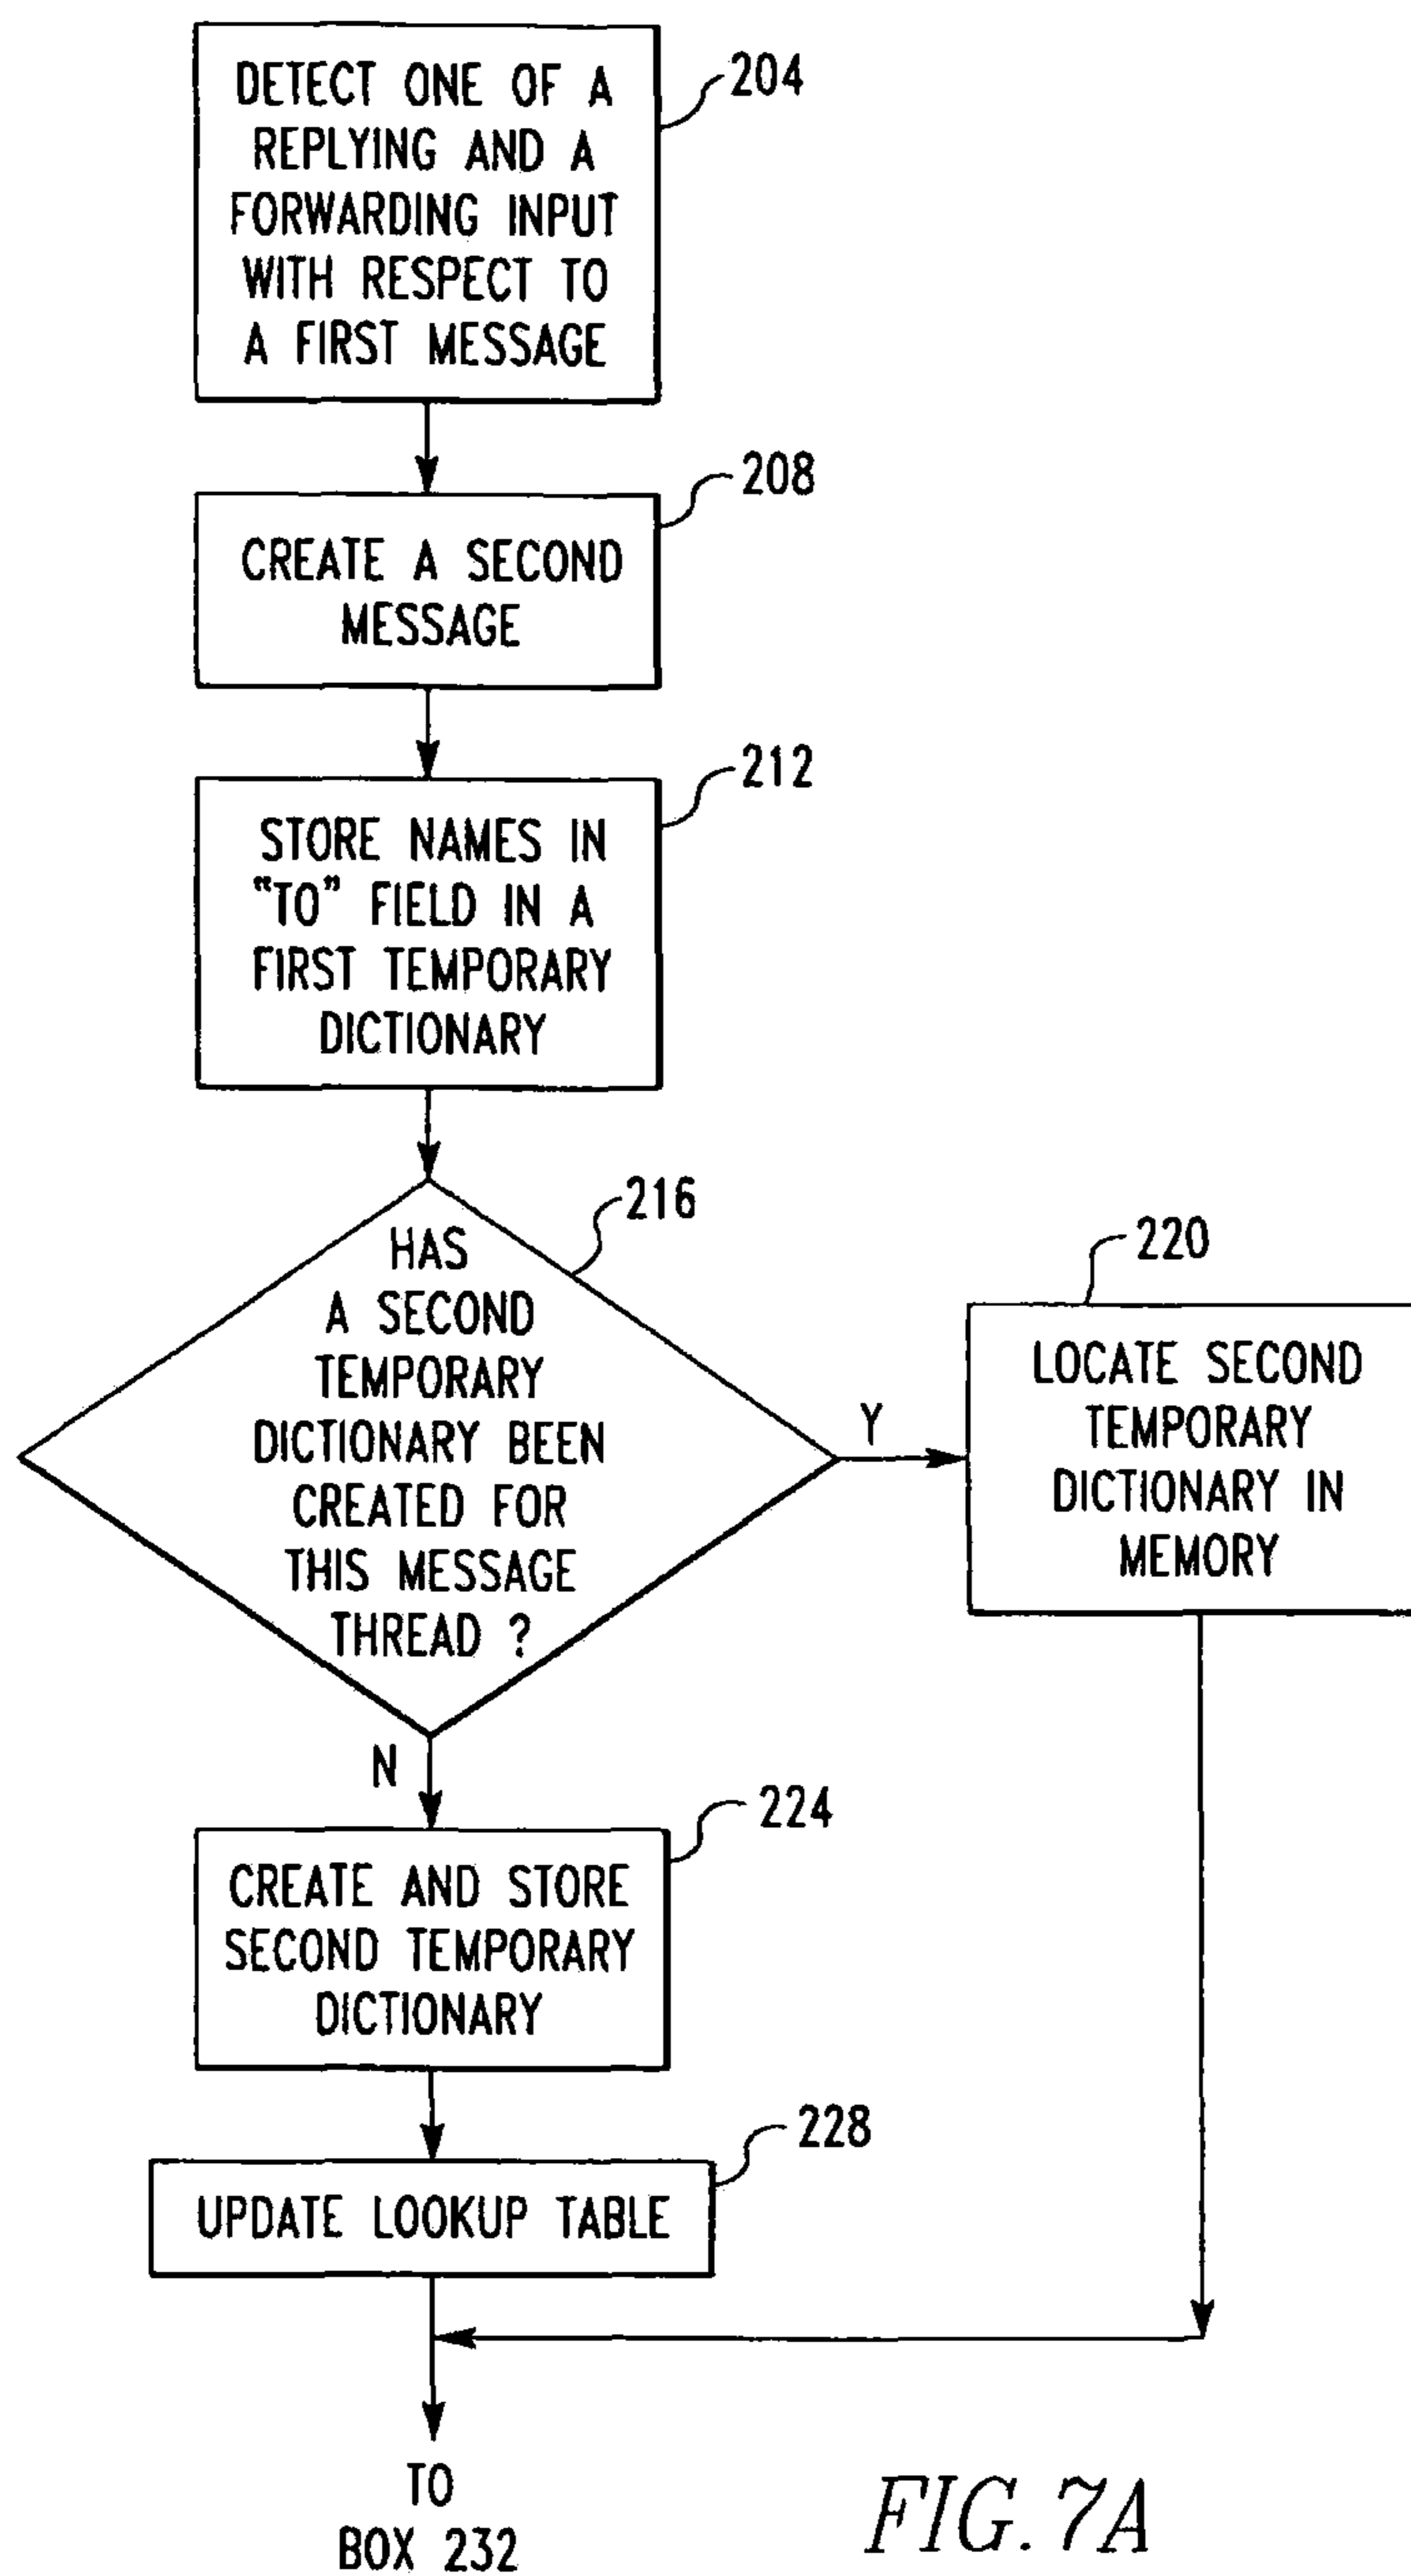 DETECT ONE OF A
REPLYING AND A
FORWARDING INPUT
WITH RESPECT TO
A FIRST MESSAGE
204
CREATE A SECOND
MESSAGE
208
STORE NAMES IN
"TO" FIELD IN A
FIRST TEMPORARY
DICTIONARY
212
HAS
A SECOND
TEMPORARY
DICTIONARY BEEN
CREATED FOR
THIS MESSAGE
THREAD ?
216
Y
220
LOCATE SECOND
TEMPORARY
DICTIONARY IN
MEMORY
N
224
CREATE AND STORE
SECOND TEMPORARY
DICTIONARY
228
UPDATE LOOKUP TABLE
TO
BOX 232
FIG. 7A